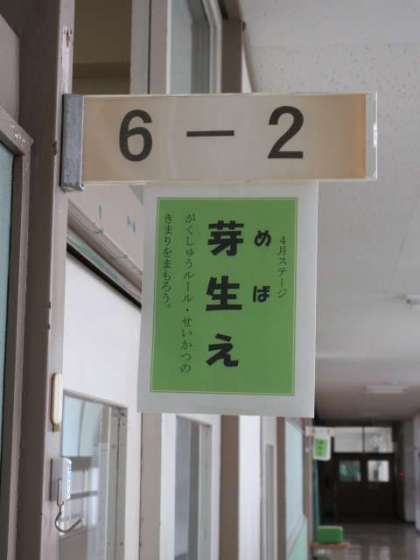 6-2
4月ステージ
めば
芽生え
がくしゅうルール・せいかつの
きまりをまもろう。